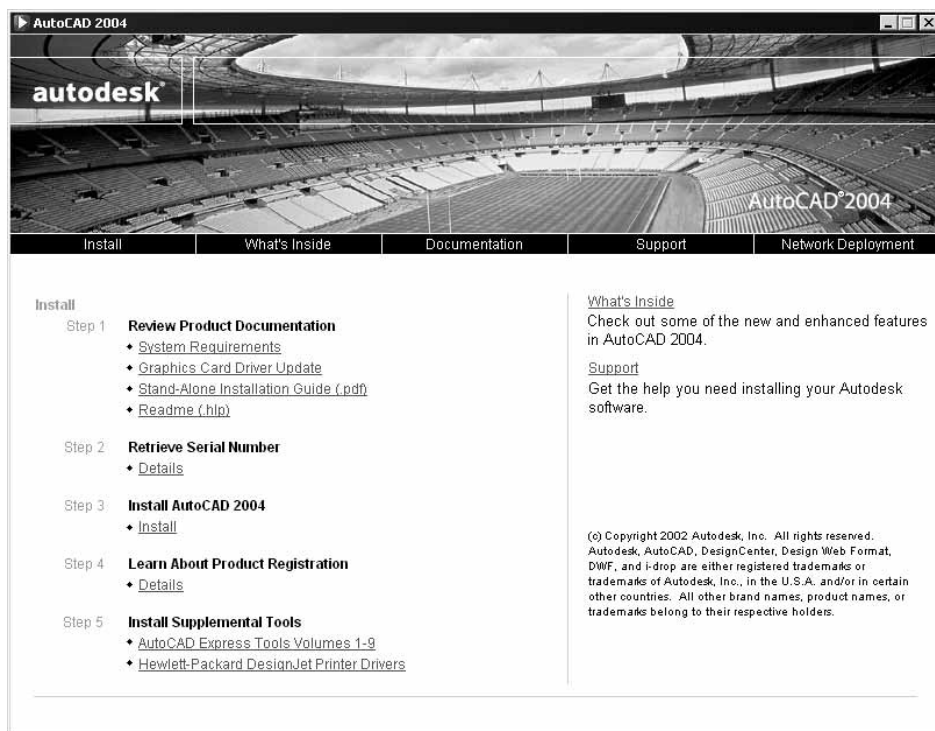 AutoCAD 2004
autodesk®
AutoCAD®2004
Install What's Inside Documentation Support Network Deployment
Install
Step 1 Review Product Documentation
System Requirements
Graphics Card Driver Update
Stand-Alone Installation Guide (.pdf)
Readme (.hlp)
Step 2 Retrieve Serial Number
Details
Step 3 Install AutoCAD 2004
Install
Step 4 Learn About Product Registration
Details
Step 5 Install Supplemental Tools
AutoCAD Express Tools Volumes 1-9
Hewlett-Packard DesignJet Printer Drivers
What's Inside
Check out some of the new and enhanced features
in AutoCAD 2004.
Support
Get the help you need installing your Autodesk
software.
(c) Copyright 2002 Autodesk, Inc. All rights reserved.
Autodesk, AutoCAD, DesignCenter, Design Web Format,
DWF, and i-drop are either registered trademarks or
trademarks of Autodesk, Inc., in the U.S.A. and/or in certain
other countries. All other brand names, product names, or
trademarks belong to their respective holders.